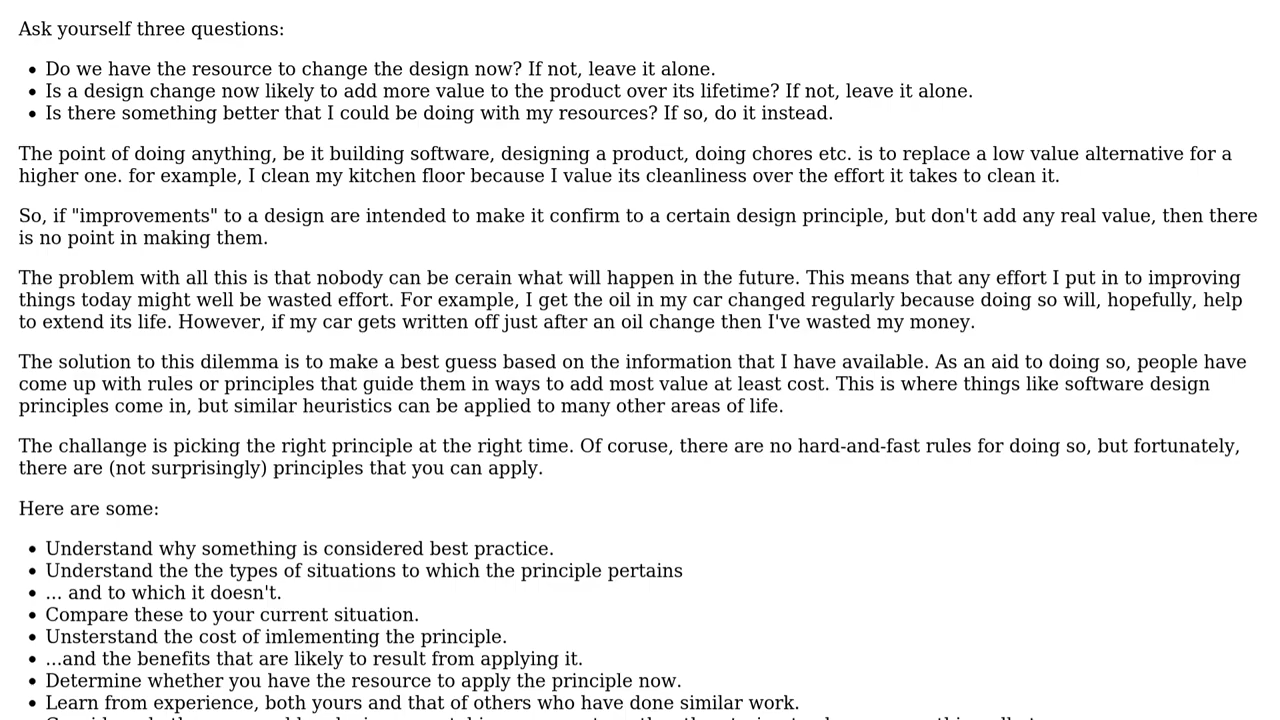 Ask yourself three questions:
• Do we have the resource to change the design now? If not, leave it alone.
• Is a design change now likely to add more value to the product over its lifetime? If not, leave it alone.
• Is there something better that I could be doing with my resources? If so, do it instead.
The point of doing anything, be it building software, designing a product, doing chores etc. is to replace a low value alternative for a
higher one. for example, I clean my kitchen floor because I value its cleanliness over the effort it takes to clean it.
So, if "improvements" to a design are intended to make it confirm to a certain design principle, but don't add any real value, then there
is no point in making them.
The problem with all this is that nobody can be cerain what will happen in the future. This means that any effort I put in to improving
things today might well be wasted effort. For example, I get the oil in my car changed regularly because doing so will, hopefully, help
to extend its life. However, if my car gets written off just after an oil change then I've wasted my money.
The solution to this dilemma is to make a best guess based on the information that I have available. As an aid to doing so, people have
come up with rules or principles that guide them in ways to add most value at least cost. This is where things like software design
principles come in, but similar heuristics can be applied to many other areas of life.
The challange is picking the right principle at the right time. Of coruse, there are no hard-and-fast rules for doing so, but fortunately,
there are (not surprisingly) principles that you can apply.
Here are some:
• Understand why something is considered best practice.
• Understand the the types of situations to which the principle pertains
• ... and to which it doesn't.
• Compare these to your current situation.
• Unsterstand the cost of imlementing the principle.
• ...and the benefits that are likely to result from applying it.
• Determine whether you have the resource to apply the principle now.
• Learn from experience, both yours and that of others who have done similar work.